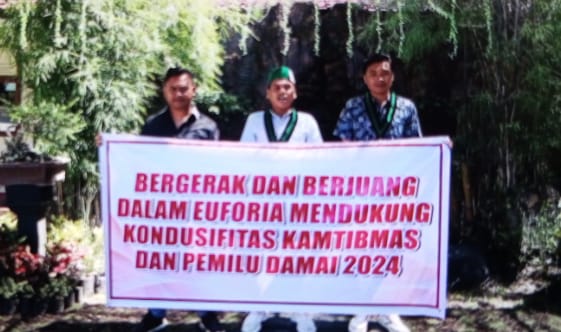 BERGERAK DAN BERJUANG
DALAM EUFORIA MENDUKUNG
KONDUSIFITAS KAMTIBMAS
DAN PEMILU DAMAI 2024